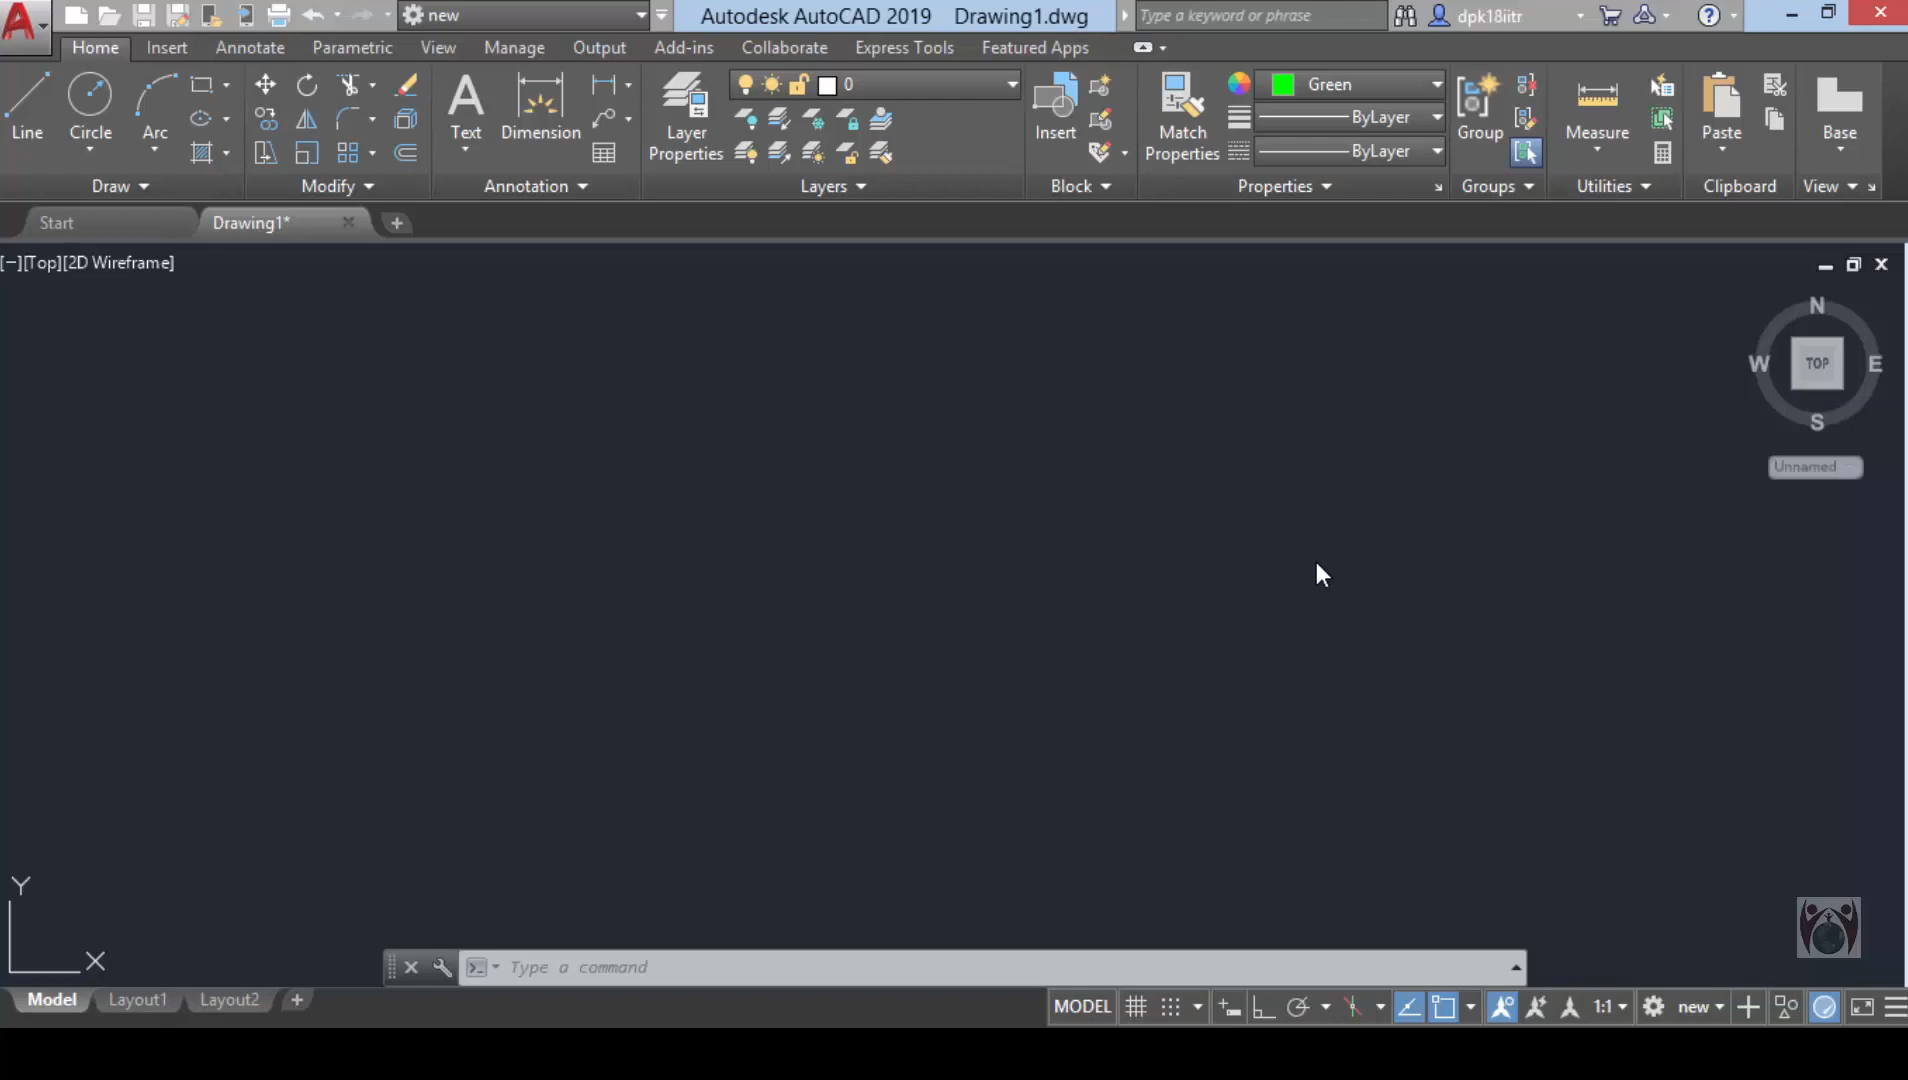 A
new
Autodesk AutoCAD 2019 Drawing1.dwg
Type a keyword or phrase
dpk18iitr
?
Home
Insert
Annotate
Parametric
View
Manage
Output
Add-ins
Collaborate
Express Tools
Featured Apps
Line
Circle
Arc
Draw
Modify
A
Text
Dimension
Annotation
Layer
Properties
0
Layers
Insert
Block
Match
Properties
Green
ByLayer
ByLayer
Properties
Group
Groups
Measure
Utilities
Paste
Clipboard
Base
View
Start
Drawing1*
[−][Top][2D Wireframe]
N
W
TOP
E
S
Unnamed
Y
X
Type a command
Model
Layout1
Layout2
MODEL
1:1
new